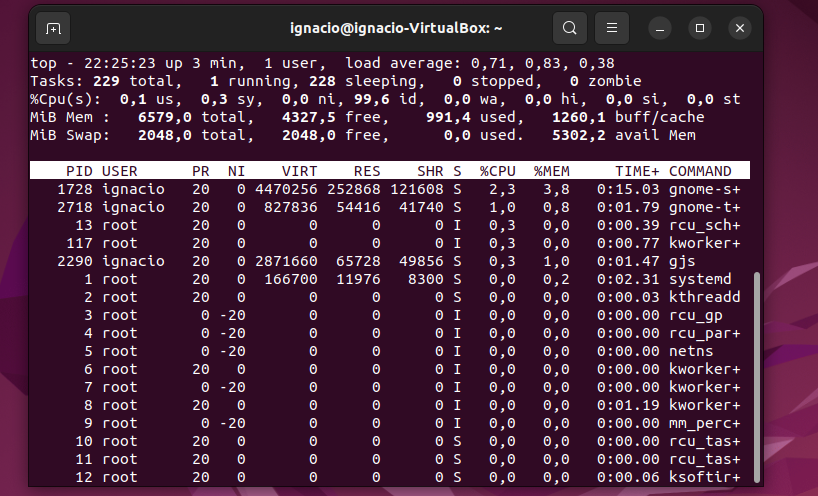 ignacio@ignacio-VirtualBox: ~
top - 22:25:23 up 3 min,  1 user,  load average: 0,71, 0,83, 0,38
Tasks: 229 total,   1 running, 228 sleeping,   0 stopped,   0 zombie
%Cpu(s):  0,1 us,  0,3 sy,  0,0 ni, 99,6 id,  0,0 wa,  0,0 hi,  0,0 si,  0,0 st
MiB Mem :   6579,0 total,   4327,5 free,    991,4 used,   1260,1 buff/cache
MiB Swap:   2048,0 total,   2048,0 free,      0,0 used.   5302,2 avail Mem
PID USER      PR  NI    VIRT    RES    SHR S  %CPU  %MEM     TIME+ COMMAND
1728 ignacio   20   0 4470256 252868 121608 S   2,3   3,8   0:15.03 gnome-s+
2718 ignacio   20   0  827836  54416  41740 S   1,0   0,8   0:01.79 gnome-t+
13 root      20   0       0      0      0 I   0,3   0,0   0:00.39 rcu_sch+
117 root      20   0       0      0      0 I   0,3   0,0   0:00.77 kworker+
2290 ignacio   20   0 2871660  65728  49856 S   0,3   1,0   0:01.47 gjs
1 root      20   0  166700  11976   8300 S   0,0   0,2   0:02.31 systemd
2 root      20   0       0      0      0 S   0,0   0,0   0:00.03 kthreadd
3 root       0 -20       0      0      0 I   0,0   0,0   0:00.00 rcu_gp
4 root       0 -20       0      0      0 I   0,0   0,0   0:00.00 rcu_par+
5 root       0 -20       0      0      0 I   0,0   0,0   0:00.00 netns
6 root      20   0       0      0      0 I   0,0   0,0   0:00.00 kworker+
7 root       0 -20       0      0      0 I   0,0   0,0   0:00.00 kworker+
8 root      20   0       0      0      0 I   0,0   0,0   0:01.19 kworker+
9 root       0 -20       0      0      0 I   0,0   0,0   0:00.00 mm_perc+
10 root      20   0       0      0      0 S   0,0   0,0   0:00.00 rcu_tas+
11 root      20   0       0      0      0 S   0,0   0,0   0:00.00 rcu_tas+
12 root      20   0       0      0      0 S   0,0   0,0   0:00.06 ksoftir+